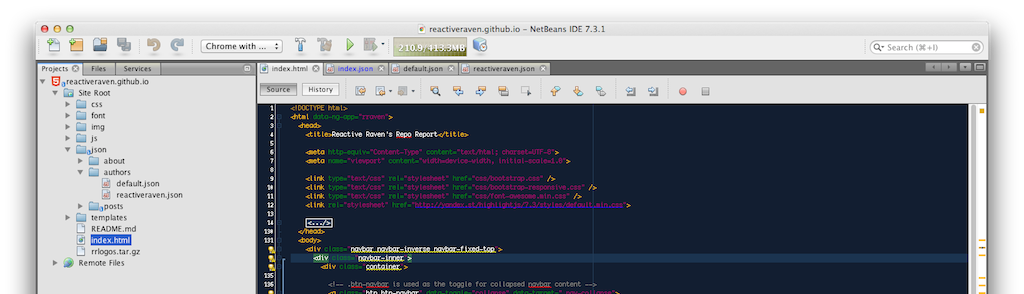 reactiveraven.github.io – NetBeans IDE 7.3.1
Chrome with ...
210.9/413.3MB
Search (⌘+I)
Projects Files Services
index.html index.json default.json reactiveraven.json
Source History
reactiveraven.github.io
Site Root
css
font
img
js
json
about
authors
default.json
reactiveraven.json
posts
templates
README.md
index.html
rrlogos.tar.gz
Remote Files
1 <!DOCTYPE html>
2 <html data-ng-app="rraven">
3 <head>
4 <title>Reactive Raven's Repo Report</title>
5
6 <meta http-equiv="Content-Type" content="text/html; charset=UTF-8">
7 <meta name="viewport" content="width=device-width, initial-scale=1.0">
8
9 <link type="text/css" rel="stylesheet" href="css/bootstrap.css" />
10 <link type="text/css" rel="stylesheet" href="css/bootstrap-responsive.css" />
11 <link type="text/css" rel="stylesheet" href="css/font-awesome.min.css" />
12 <link rel="stylesheet" href="http://yandex.st/highlightjs/7.3/styles/default.min.css">
13
14 <.../>
130 </head>
131 <body>
<div class="navbar navbar-inverse navbar-fixed-top">
<div class="navbar-inner">
<div class="container">
135
136 <!-- .btn-navbar is used as the toggle for collapsed navbar content -->
<a class="btn btn-navbar" data-toggle="collapse" data-target=".nav-collapse">